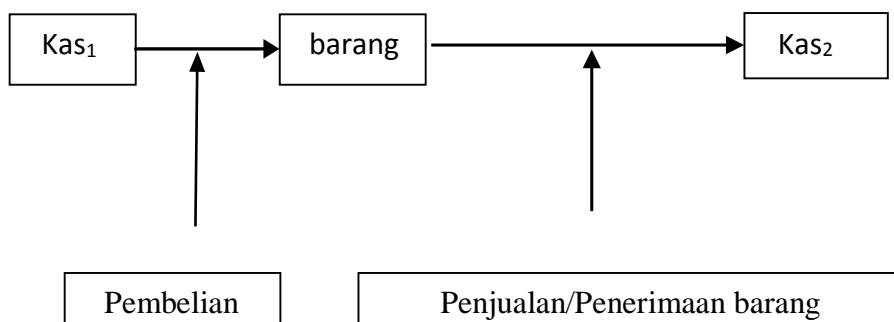 Kas₁
barang
Kas₂
Pembelian
Penjualan/Penerimaan barang